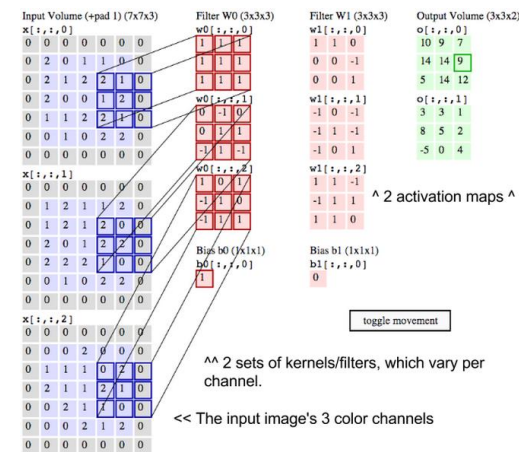 Input Volume (+pad 1) (7x7x3)
x[:,:,0]
0 0 0 0 0 0 0
0 2 0 1 1 0 0
0 2 1 2 2 1 0
0 2 0 0 1 2 0
0 1 1 2 2 1 0
0 0 1 0 2 2 0
0 0 0 0 0 0 0
x[:,:,1]
0 0 0 0 0 0 0
0 1 2 1 1 2 0
0 1 2 1 2 0 0
0 2 0 1 2 2 0
0 2 2 2 1 0 0
0 0 1 0 2 2 0
0 0 0 0 0 0 0
x[:,:,2]
0 0 0 0 0 0 0
0 0 0 2 0 0 0
0 1 1 1 0 2 0
0 2 1 1 2 1 0
0 0 2 1 1 0 0
0 0 0 2 1 2 0
0 0 0 0 0 0 0
Filter W0 (3x3x3)
w0[:,:,0]
1 1 1
1 1 1
1 1 1
w0[:,:,1]
0 -1 0
0 1 1
-1 1 -1
w0[:,:,2]
1 0 1
-1 1 0
-1 1 1
Bias b0 (1x1x1)
b0[:,:,0]
1
Filter W1 (3x3x3)
w1[:,:,0]
1 1 0
0 0 -1
0 0 1
w1[:,:,1]
-1 0 -1
-1 1 -1
-1 0 1
w1[:,:,2]
1 1 -1
-1 1 1
1 1 0
Bias b1 (1x1x1)
b1[:,:,0]
0
Output Volume (3x3x2)
o[:,:,0]
10 9 7
14 14 9
5 14 12
o[:,:,1]
3 3 1
8 5 2
-5 0 4
^ 2 activation maps ^
toggle movement
^^ 2 sets of kernels/filters, which vary per
channel.
<< The input image's 3 color channels